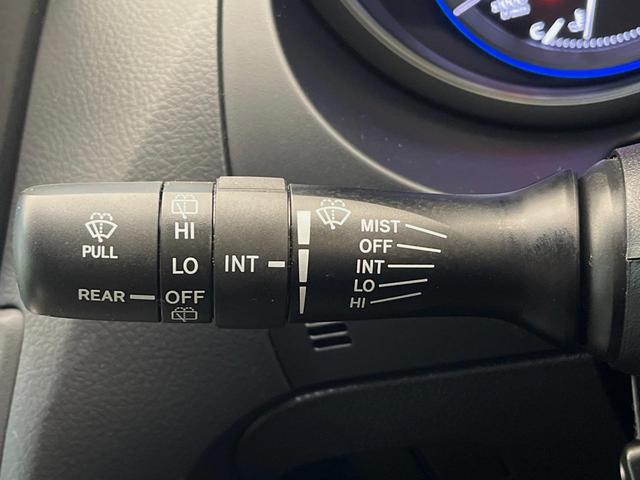 PULL
REAR
HI
LO
OFF
INT
MIST
OFF
INT
LO
HI